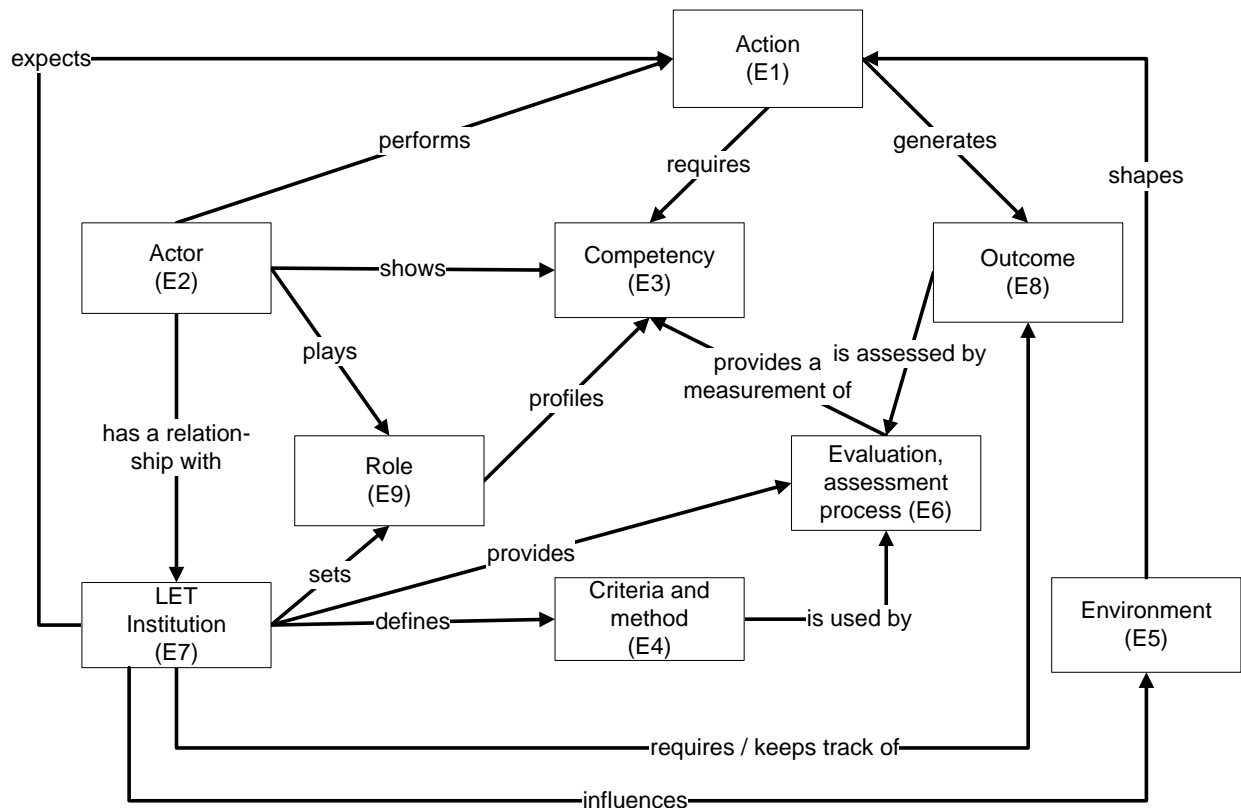 expects
Action
(E1)
performs
requires
generates
shapes
Actor
(E2)
shows
Competency
(E3)
Outcome
(E8)
plays
profiles
provides a
measurement of
is assessed by
has a relation-
ship with
Role
(E9)
Evaluation,
assessment
process (E6)
sets
provides
LET
Institution
(E7)
defines
Criteria and
method
(E4)
is used by
Environment
(E5)
requires / keeps track of
influences